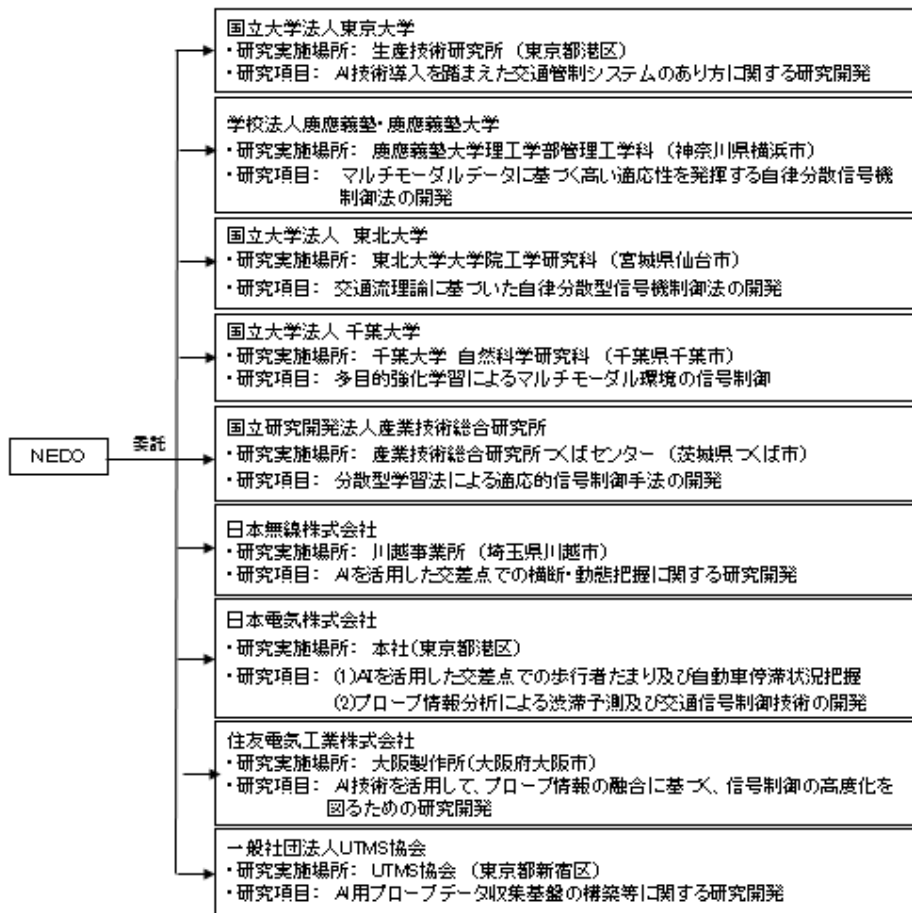 国立大学法人東京大学
・研究実施場所： 生産技術研究所 （東京都港区）
・研究項目： AI技術導入を踏まえた交通管制システムのあり方に関する研究開発
学校法人慶應義塾・慶應義塾大学
・研究実施場所： 慶應義塾大学理工学部管理工学科 （神奈川県横浜市）
・研究項目： マルチモーダルデータに基づく高い適応性を発揮する自律分散信号機
制御法の開発
国立大学法人 東北大学
・研究実施場所： 東北大学大学院工学研究科 （宮城県仙台市）
・研究項目： 交通流理論に基づいた自律分散型信号機制御法の開発
国立大学法人 千葉大学
・研究実施場所： 千葉大学 自然科学研究科 （千葉県千葉市）
・研究項目： 多目的強化学習によるマルチモーダル環境の信号制御
NEDO
委託
国立研究開発法人産業技術総合研究所
・研究実施場所： 産業技術総合研究所つくばセンター （茨城県つくば市）
・研究項目： 分散型学習法による適応的信号制御手法の開発
日本無線株式会社
・研究実施場所： 川越事業所 （埼玉県川越市）
・研究項目： AIを活用した交差点での横断・動態把握に関する研究開発
日本電気株式会社
・研究実施場所： 本社（東京都港区）
・研究項目： (1)AIを活用した交差点での歩行者たまり及び自動車停滞状況把握
(2)プローブ情報分析による渋滞予測及び交通信号制御技術の開発
住友電気工業株式会社
・研究実施場所： 大阪製作所（大阪府大阪市）
・研究項目： AI技術を活用して、プローブ情報の融合に基づく、信号制御の高度化を
図るための研究開発
一般社団法人UTMS協会
・研究実施場所： UTMS協会 （東京都新宿区）
・研究項目： AI用プローブデータ収集基盤の構築等に関する研究開発